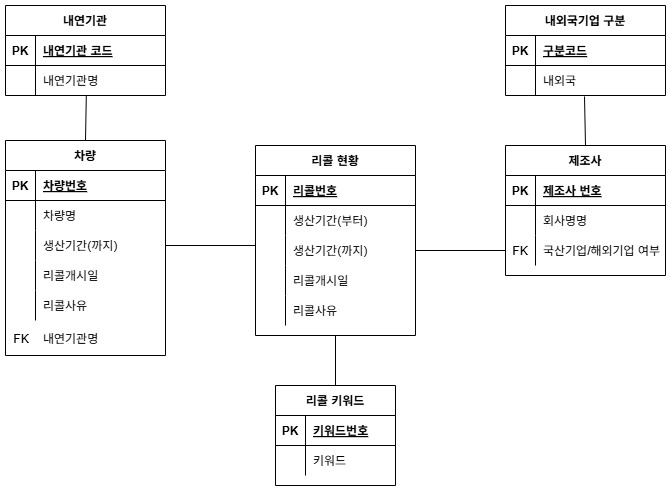 내연기관
PK 내연기관 코드
내연기관명
내외국기업 구분
PK 구분코드
내외국
차량
PK 차량번호
차량명
생산기간(까지)
리콜개시일
리콜사유
FK 내연기관명
리콜 현황
PK 리콜번호
생산기간(부터)
생산기간(까지)
리콜개시일
리콜사유
제조사
PK 제조사 번호
회사명명
FK 국산기업/해외기업 여부
리콜 키워드
PK 키워드번호
키워드